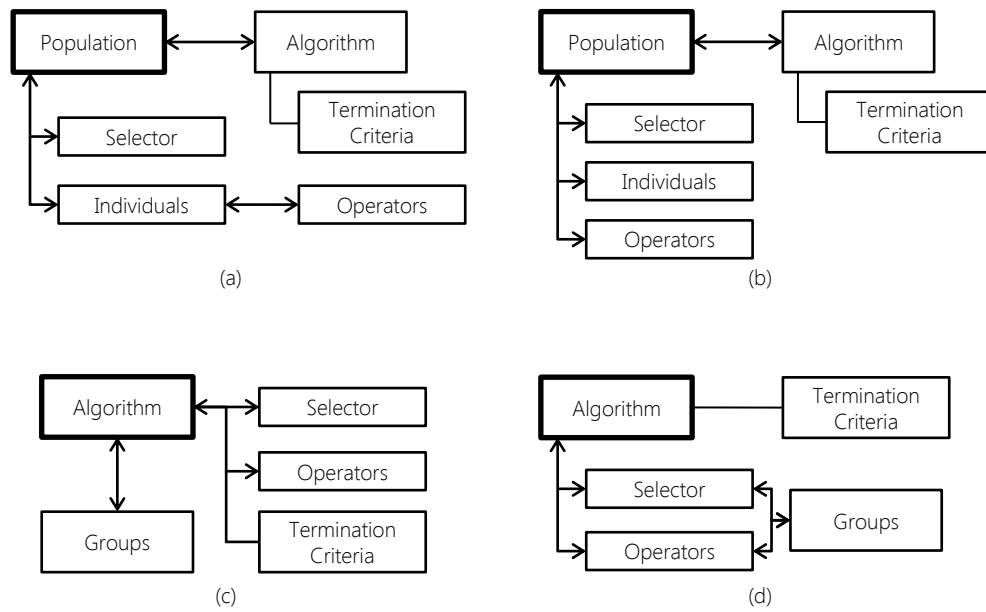 Population
Algorithm
Termination
Criteria
Selector
Individuals
Operators
(a)
Population
Algorithm
Termination
Criteria
Selector
Individuals
Operators
(b)
Algorithm
Selector
Operators
Termination
Criteria
Groups
(c)
Algorithm
Termination
Criteria
Selector
Operators
Groups
(d)